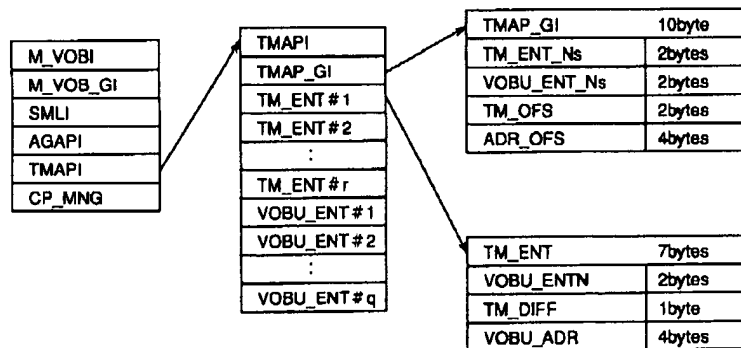 M_VOBI
M_VOB_GI
SMLI
AGAPI
TMAPI
CP_MNG
TMAPI
TMAP_GI
TM_ENT#1
TM_ENT#2
:
TM_ENT#r
VOBU_ENT#1
VOBU_ENT#2
:
VOBU_ENT#q
TMAP_GI 10byte
TM_ENT_Ns 2bytes
VOBU_ENT_Ns 2bytes
TM_OFS 2bytes
ADR_OFS 4bytes
TM_ENT 7bytes
VOBU_ENTN 2bytes
TM_DIFF 1byte
VOBU_ADR 4bytes